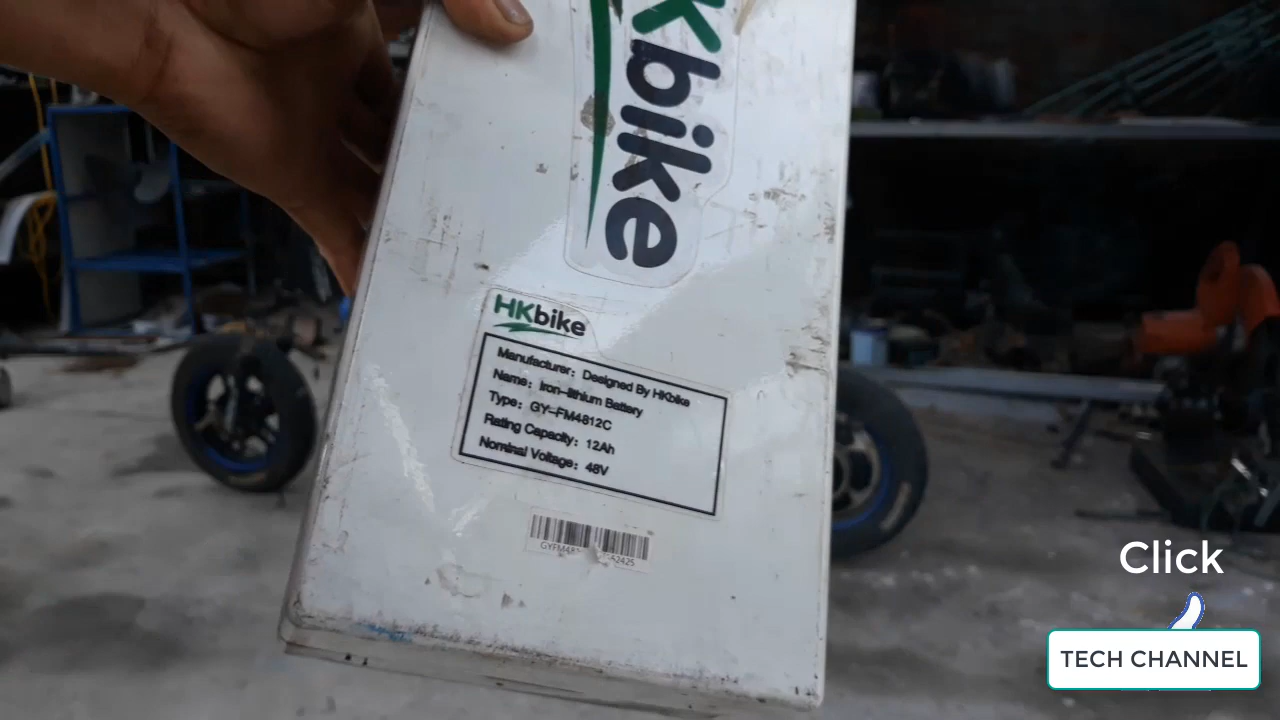 Kbike
HKbike
Manufacturer: Designed By HKbike
Name: Iron-lithium Battery
Type: GY-FM4812C
Rating Capacity: 12Ah
Nominal Voltage: 48V
Click
TECH CHANNEL